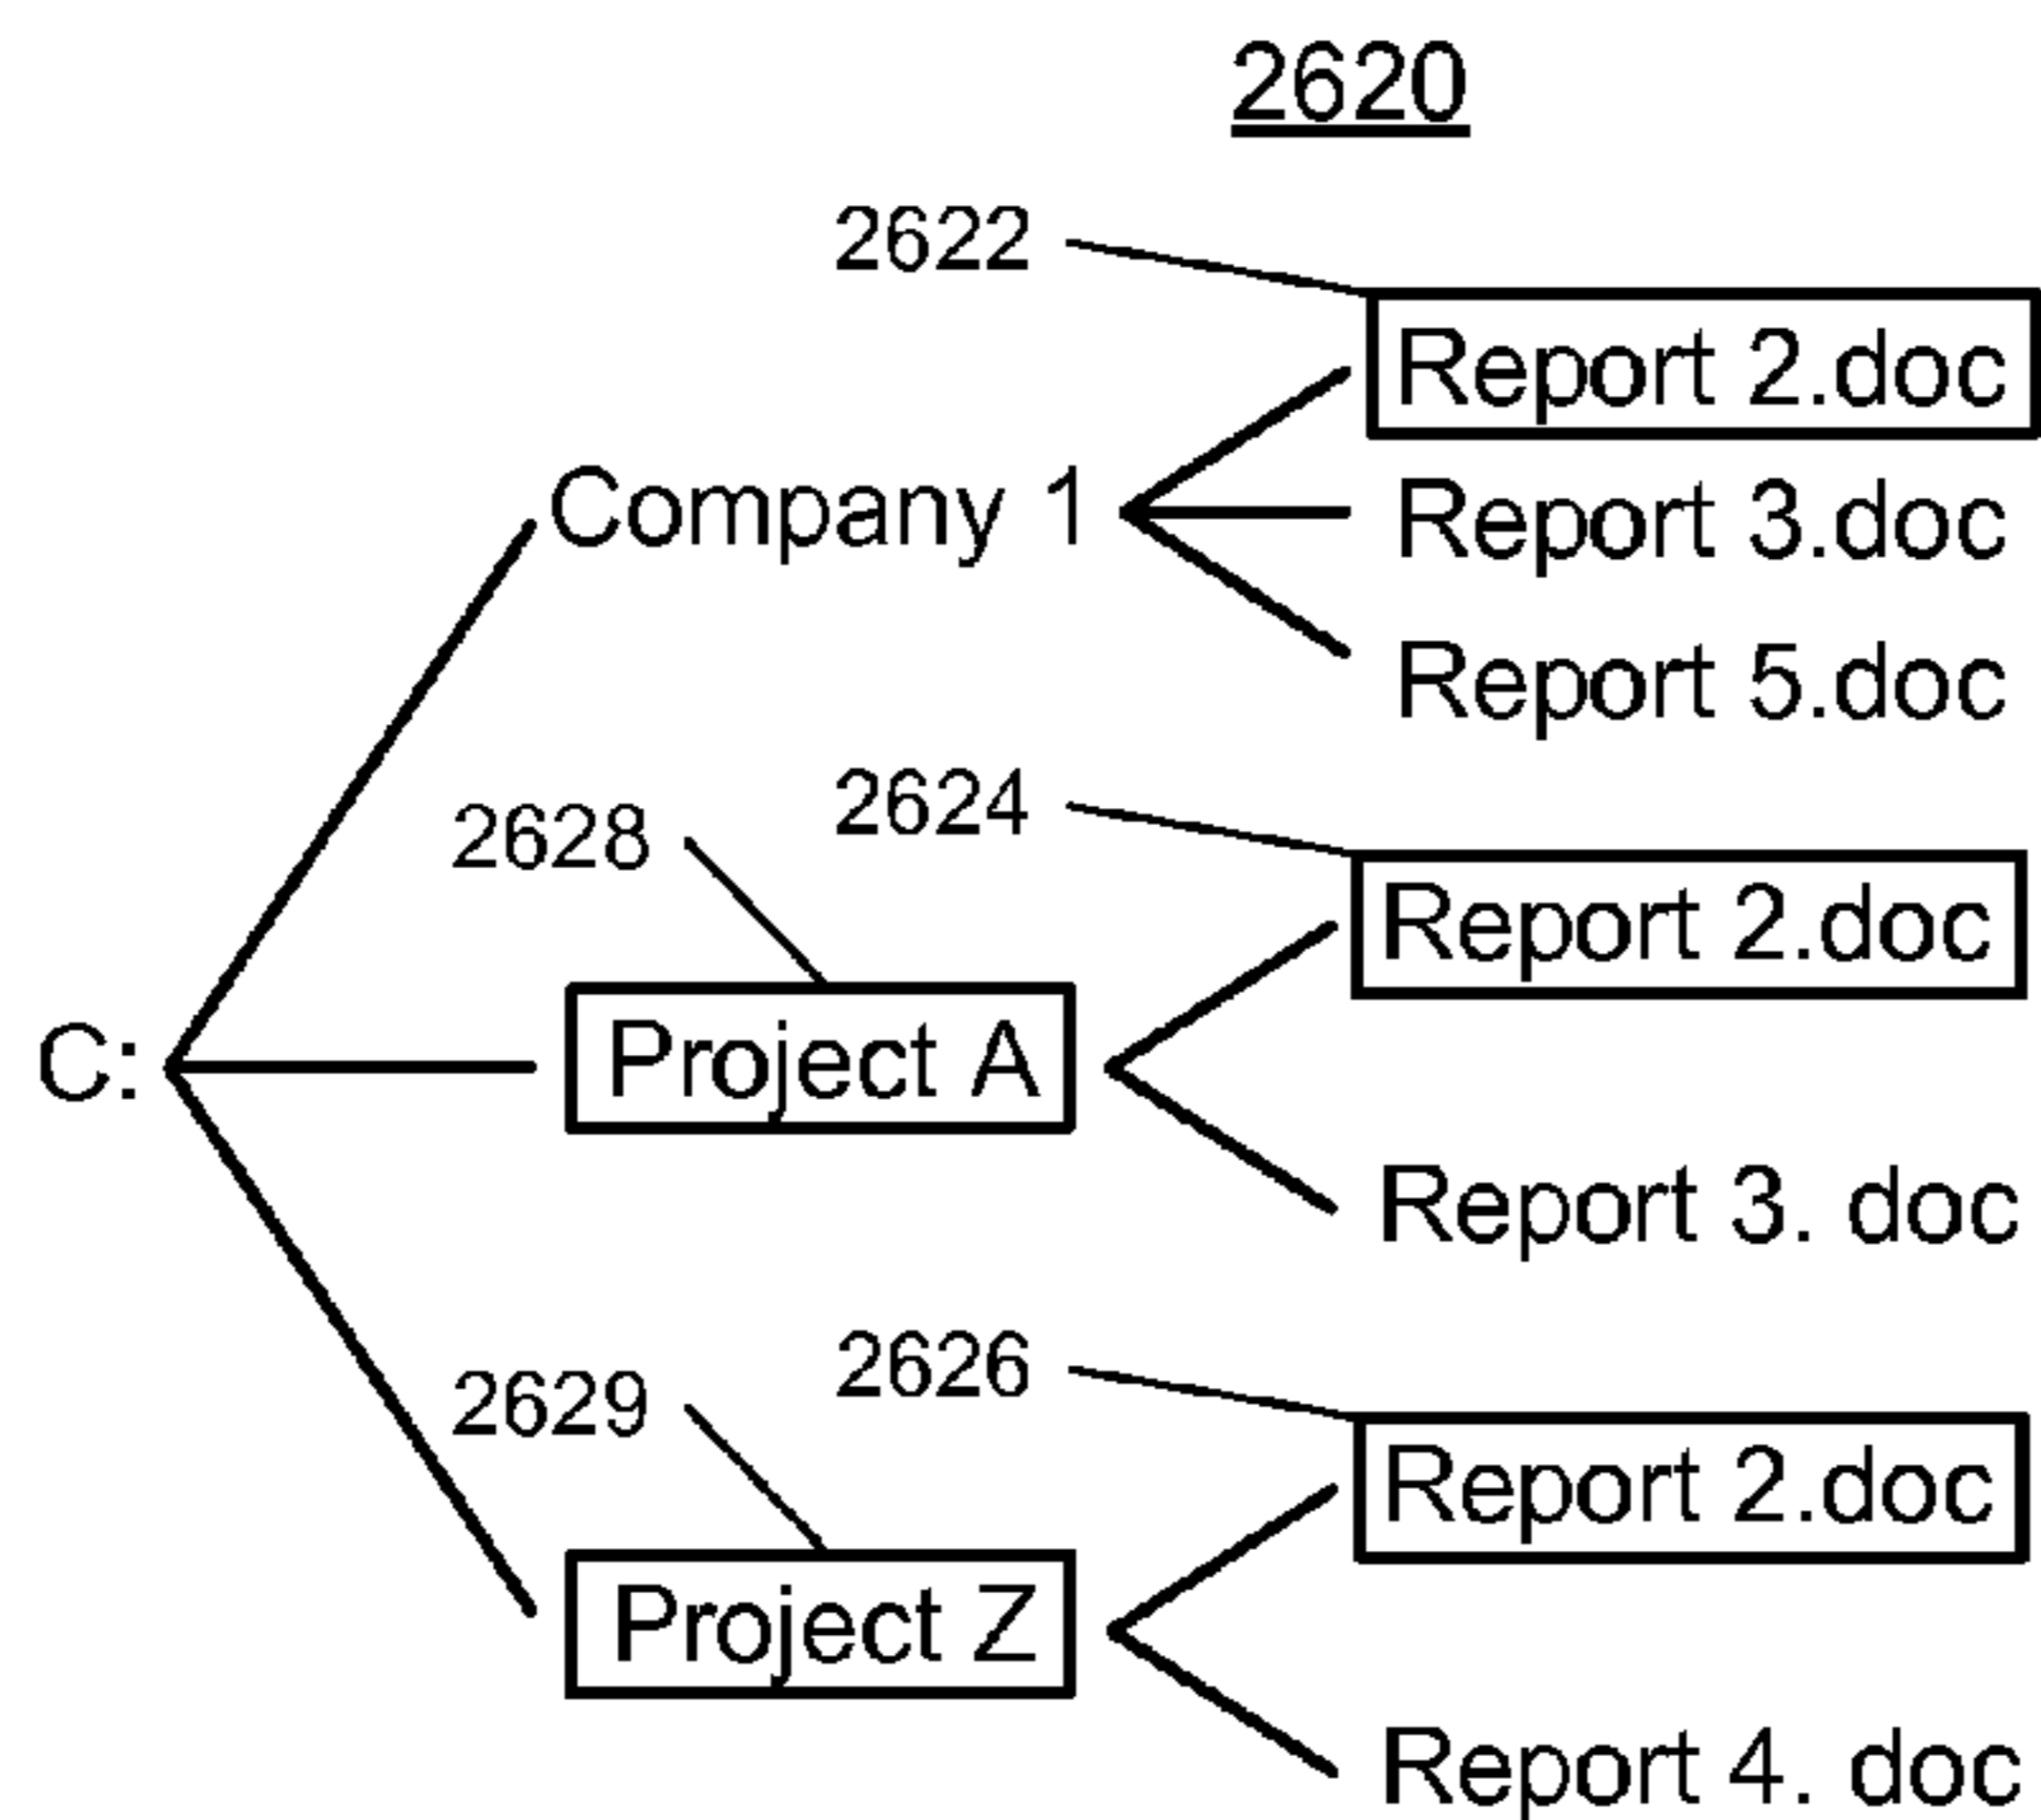 2620
2622
Report 2.doc
Company 1
Report 3.doc
Report 5.doc
2628
2624
Report 2.doc
C:
Project A
Report 3. doc
2629
2626
Report 2.doc
Project Z
Report 4. doc